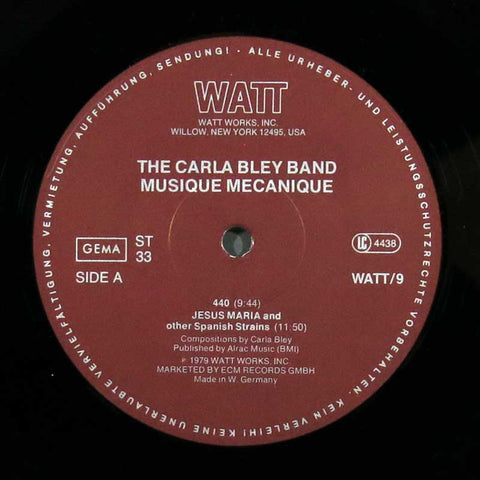 WATT
WATT WORKS, INC.
WILLOW, NEW YORK 12495, USA
THE CARLA BLEY BAND
MUSIQUE MECANIQUE
GEMA
ST
33
LC 4438
SIDE A
WATT/9
440 (9:44)
JESUS MARIA and
other Spanish Strains (11:50)
Compositions by Carla Bley
Published by Alrac Music (BMI)
℗ 1979 WATT WORKS, INC.
MARKETED BY ECM RECORDS GMBH
Made in W. Germany
ALLE URHEBER- UND LEISTUNGSSCHUTZRECHTE VORBEHALTEN. KEIN VERLEIH! KEINE UNERLAUBTE VERVIELFÄLTIGUNG, VERMIETUNG, AUFFÜHRUNG, SENDUNG! -